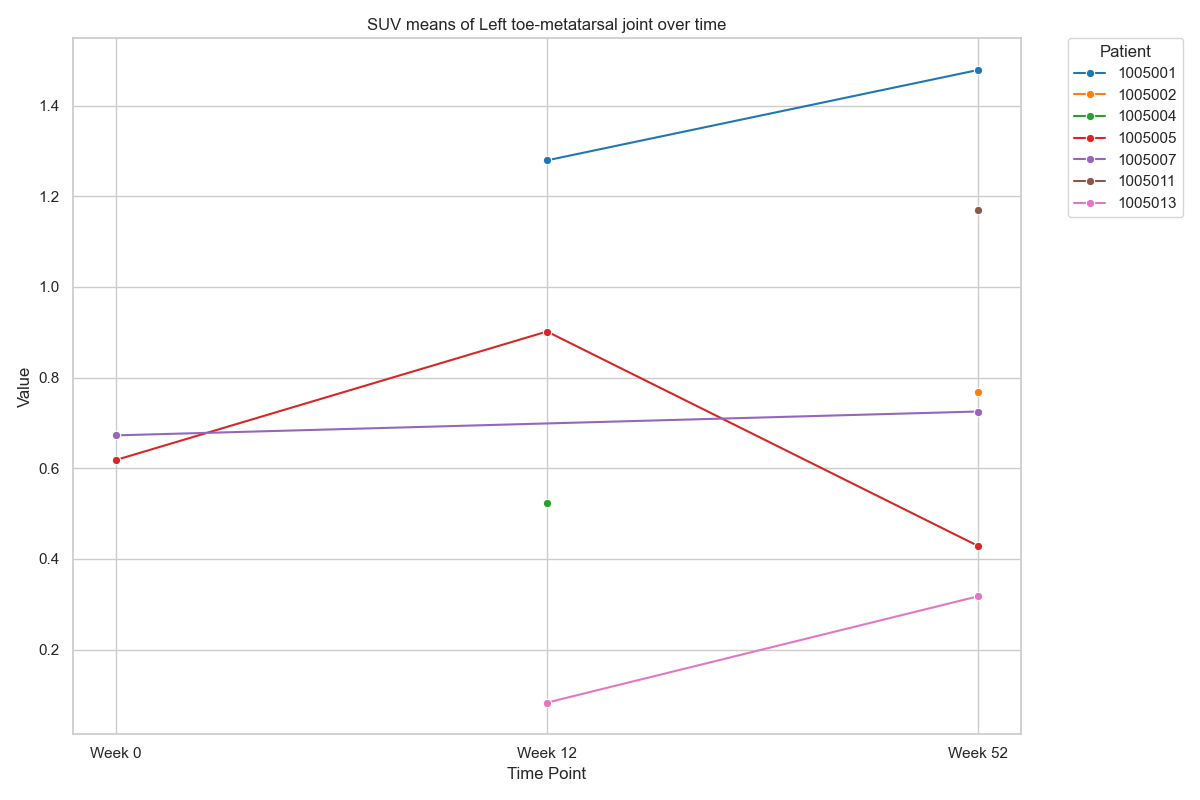 SUV means of Left toe-metatarsal joint over time
Patient
1005001
1005002
1005004
1005005
1005007
1005011
1005013
Value
1.4
1.2
1.0
0.8
0.6
0.4
0.2
Week 0
Week 12
Week 52
Time Point